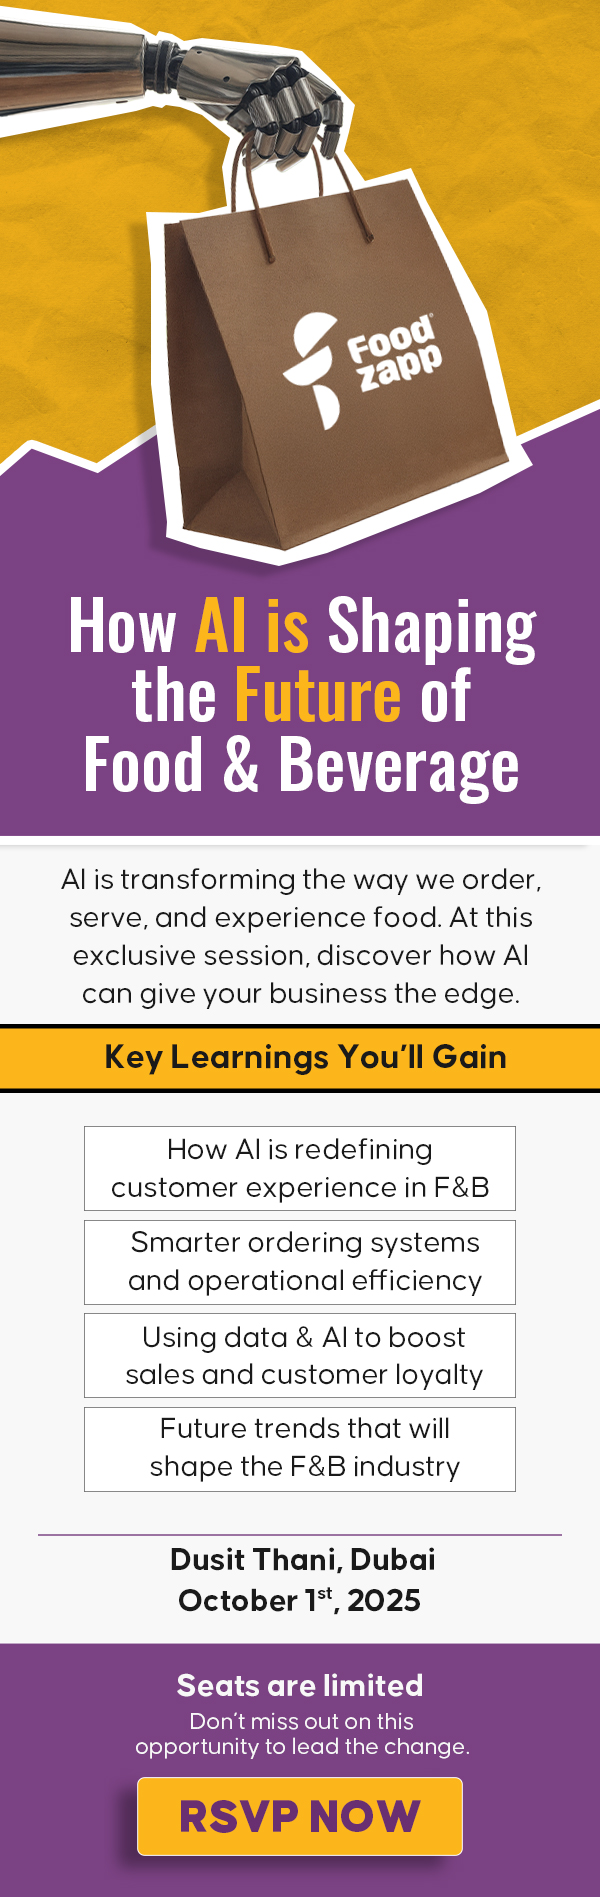 Food®
zapp
How AI is Shaping
the Future of
Food & Beverage
AI is transforming the way we order,
serve, and experience food. At this
exclusive session, discover how AI
can give your business the edge.
Key Learnings You'll Gain
How AI is redefining
customer experience in F&B
Smarter ordering systems
and operational efficiency
Using data & AI to boost
sales and customer loyalty
Future trends that will
shape the F&B industry
Dusit Thani, Dubai
October 1st, 2025
Seats are limited
Don't miss out on this
opportunity to lead the change.
RSVP NOW